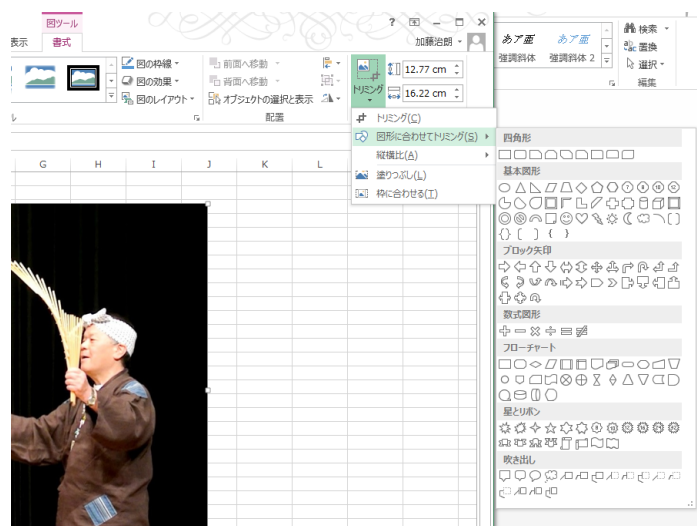 図ツール
?
表示
書式
加藤治朗
図の枠線
図の効果
図のレイアウト
前面へ移動
背面へ移動
オブジェクトの選択と表示
配置
トリミング
12.77 cm
16.22 cm
あア亜
あア亜
強調斜体
強調斜体 2
検索
置換
選択
編集
トリミング(C)
図形に合わせてトリミング(S)
縦横比(A)
塗りつぶし(L)
枠に合わせる(T)
G H I J K L
四角形
基本図形
ブロック矢印
数式図形
フローチャート
星とリボン
吹き出し